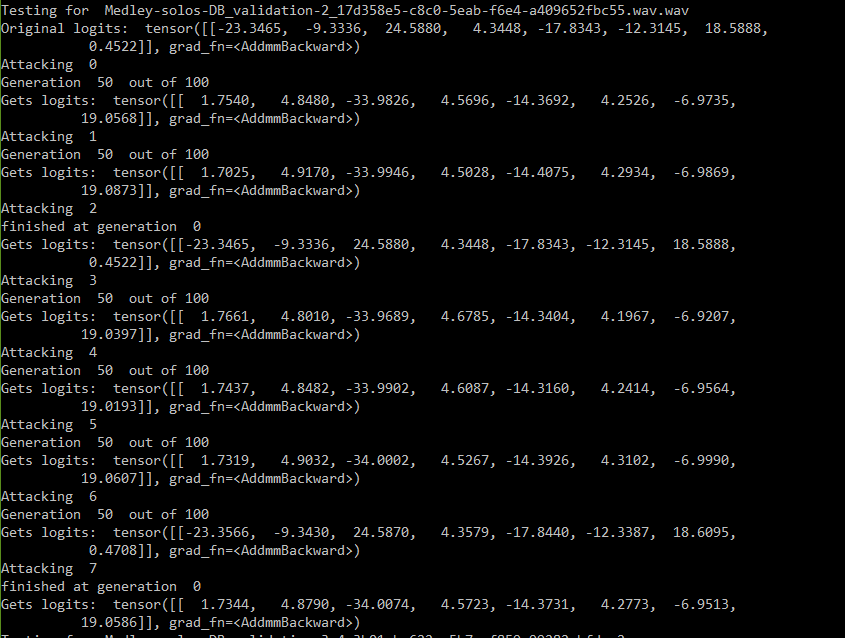 Testing for  Medley-solos-DB_validation-2_17d358e5-c8c0-5eab-f6e4-a409652fbc55.wav.wav
Original logits:  tensor([[-23.3465,  -9.3336,  24.5880,   4.3448, -17.8343, -12.3145,  18.5888,
0.4522]], grad_fn=<AddmmBackward>)
Attacking  0
Generation  50  out of 100
Gets logits:  tensor([[  1.7540,   4.8480, -33.9826,   4.5696, -14.3692,   4.2526,  -6.9735,
19.0568]], grad_fn=<AddmmBackward>)
Attacking  1
Generation  50  out of 100
Gets logits:  tensor([[  1.7025,   4.9170, -33.9946,   4.5028, -14.4075,   4.2934,  -6.9869,
19.0873]], grad_fn=<AddmmBackward>)
Attacking  2
finished at generation  0
Gets logits:  tensor([[-23.3465,  -9.3336,  24.5880,   4.3448, -17.8343, -12.3145,  18.5888,
0.4522]], grad_fn=<AddmmBackward>)
Attacking  3
Generation  50  out of 100
Gets logits:  tensor([[  1.7661,   4.8010, -33.9689,   4.6785, -14.3404,   4.1967,  -6.9207,
19.0397]], grad_fn=<AddmmBackward>)
Attacking  4
Generation  50  out of 100
Gets logits:  tensor([[  1.7437,   4.8482, -33.9902,   4.6087, -14.3160,   4.2414,  -6.9564,
19.0193]], grad_fn=<AddmmBackward>)
Attacking  5
Generation  50  out of 100
Gets logits:  tensor([[  1.7319,   4.9032, -34.0002,   4.5267, -14.3926,   4.3102,  -6.9990,
19.0607]], grad_fn=<AddmmBackward>)
Attacking  6
Generation  50  out of 100
Gets logits:  tensor([[-23.3566,  -9.3430,  24.5870,   4.3579, -17.8440, -12.3387,  18.6095,
0.4708]], grad_fn=<AddmmBackward>)
Attacking  7
finished at generation  0
Gets logits:  tensor([[  1.7344,   4.8790, -34.0074,   4.5723, -14.3731,   4.2773,  -6.9513,
19.0586]], grad_fn=<AddmmBackward>)